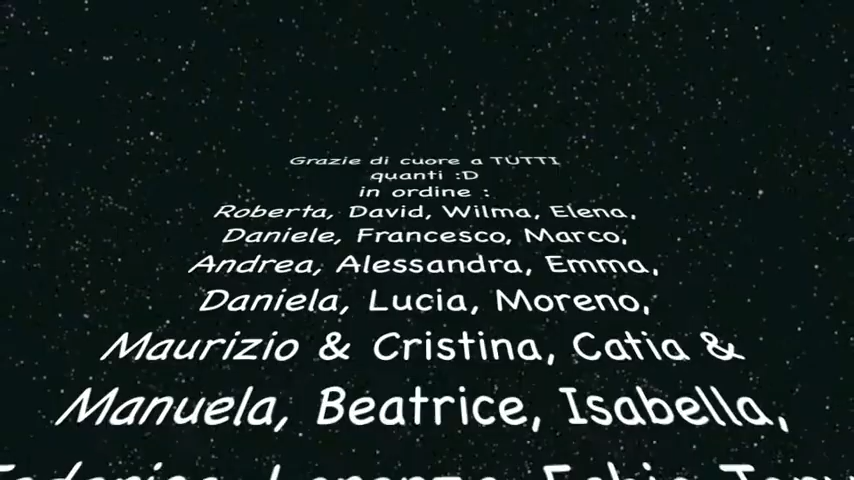 Grazie di cuore a TUTTI
quanti :D
in ordine :
Roberta, David, Wilma, Elena,
Daniele, Francesco, Marco,
Andrea, Alessandra, Emma,
Daniela, Lucia, Moreno,
Maurizio & Cristina, Catia &
Manuela, Beatrice, Isabella,